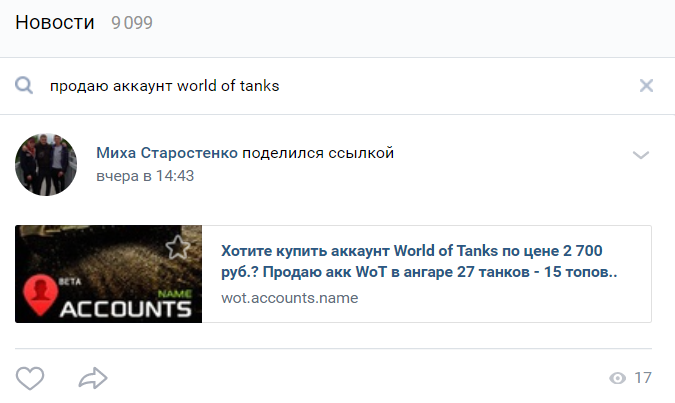 Новости 9 099
продаю аккаунт world of tanks
Миха Старостенко поделился ссылкой
вчера в 14:43
BETA
NAME
ACCOUNTS
Хотите купить аккаунт World of Tanks по цене 2 700
руб.? Продаю акк WoT в ангаре 27 танков - 15 топов..
wot.accounts.name
17